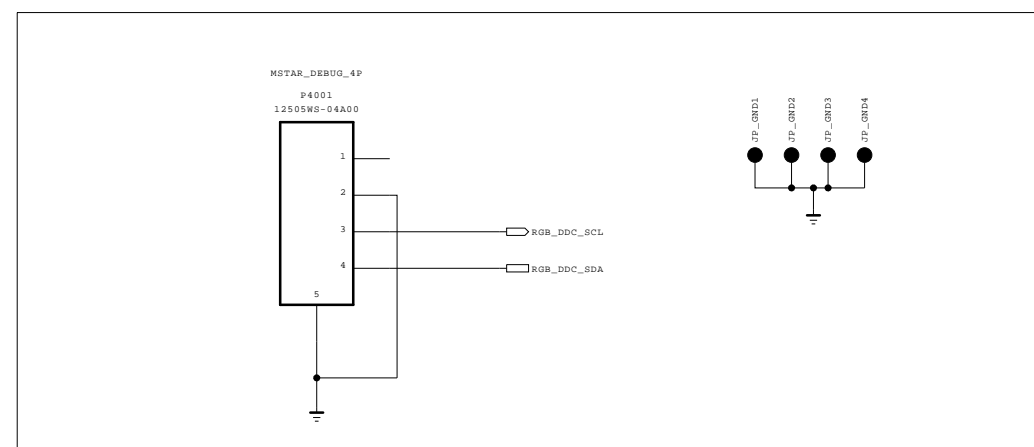 MSTAR_DEBUG_4P
P4001
12505WS-04A00
1
2
3
4
5
RGB_DDC_SCL
RGB_DDC_SDA
JP_GND1
JP_GND2
JP_GND3
JP_GND4